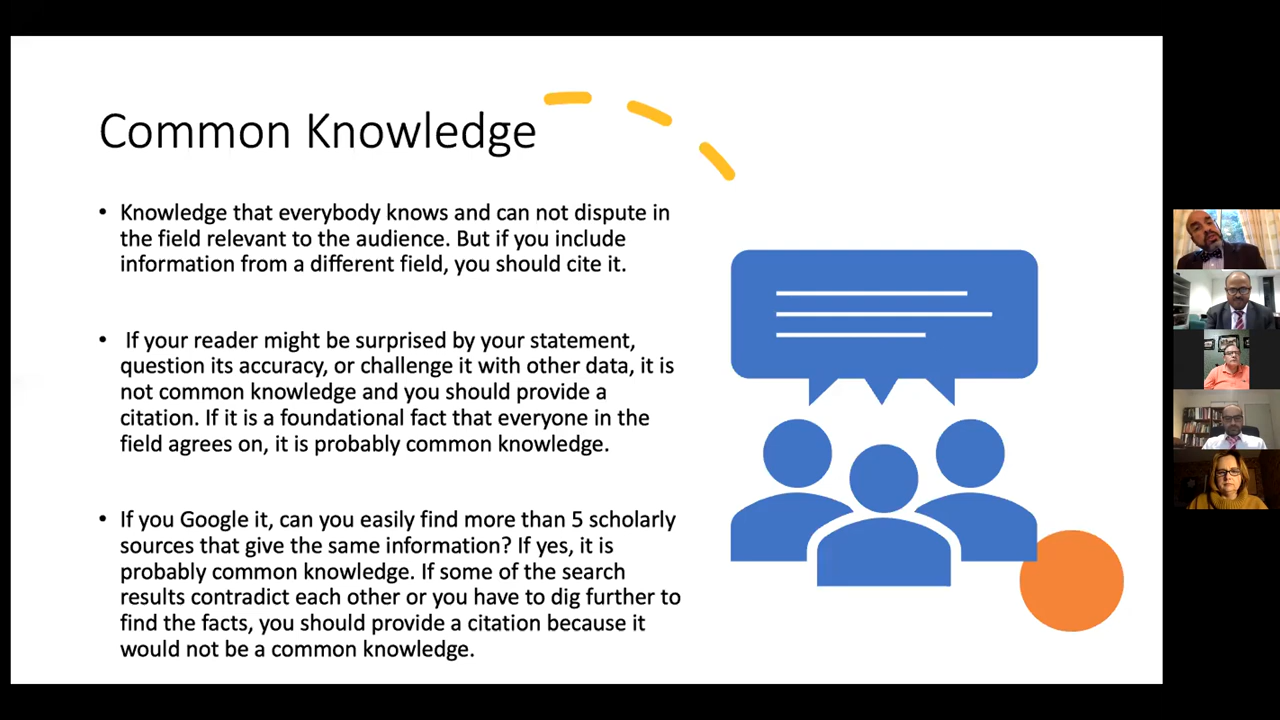 Common Knowledge
• Knowledge that everybody knows and can not dispute in
the field relevant to the audience. But if you include
information from a different field, you should cite it.
• If your reader might be surprised by your statement,
question its accuracy, or challenge it with other data, it is
not common knowledge and you should provide a
citation. If it is a foundational fact that everyone in the
field agrees on, it is probably common knowledge.
• If you Google it, can you easily find more than 5 scholarly
sources that give the same information? If yes, it is
probably common knowledge. If some of the search
results contradict each other or you have to dig further to
find the facts, you should provide a citation because it
would not be a common knowledge.